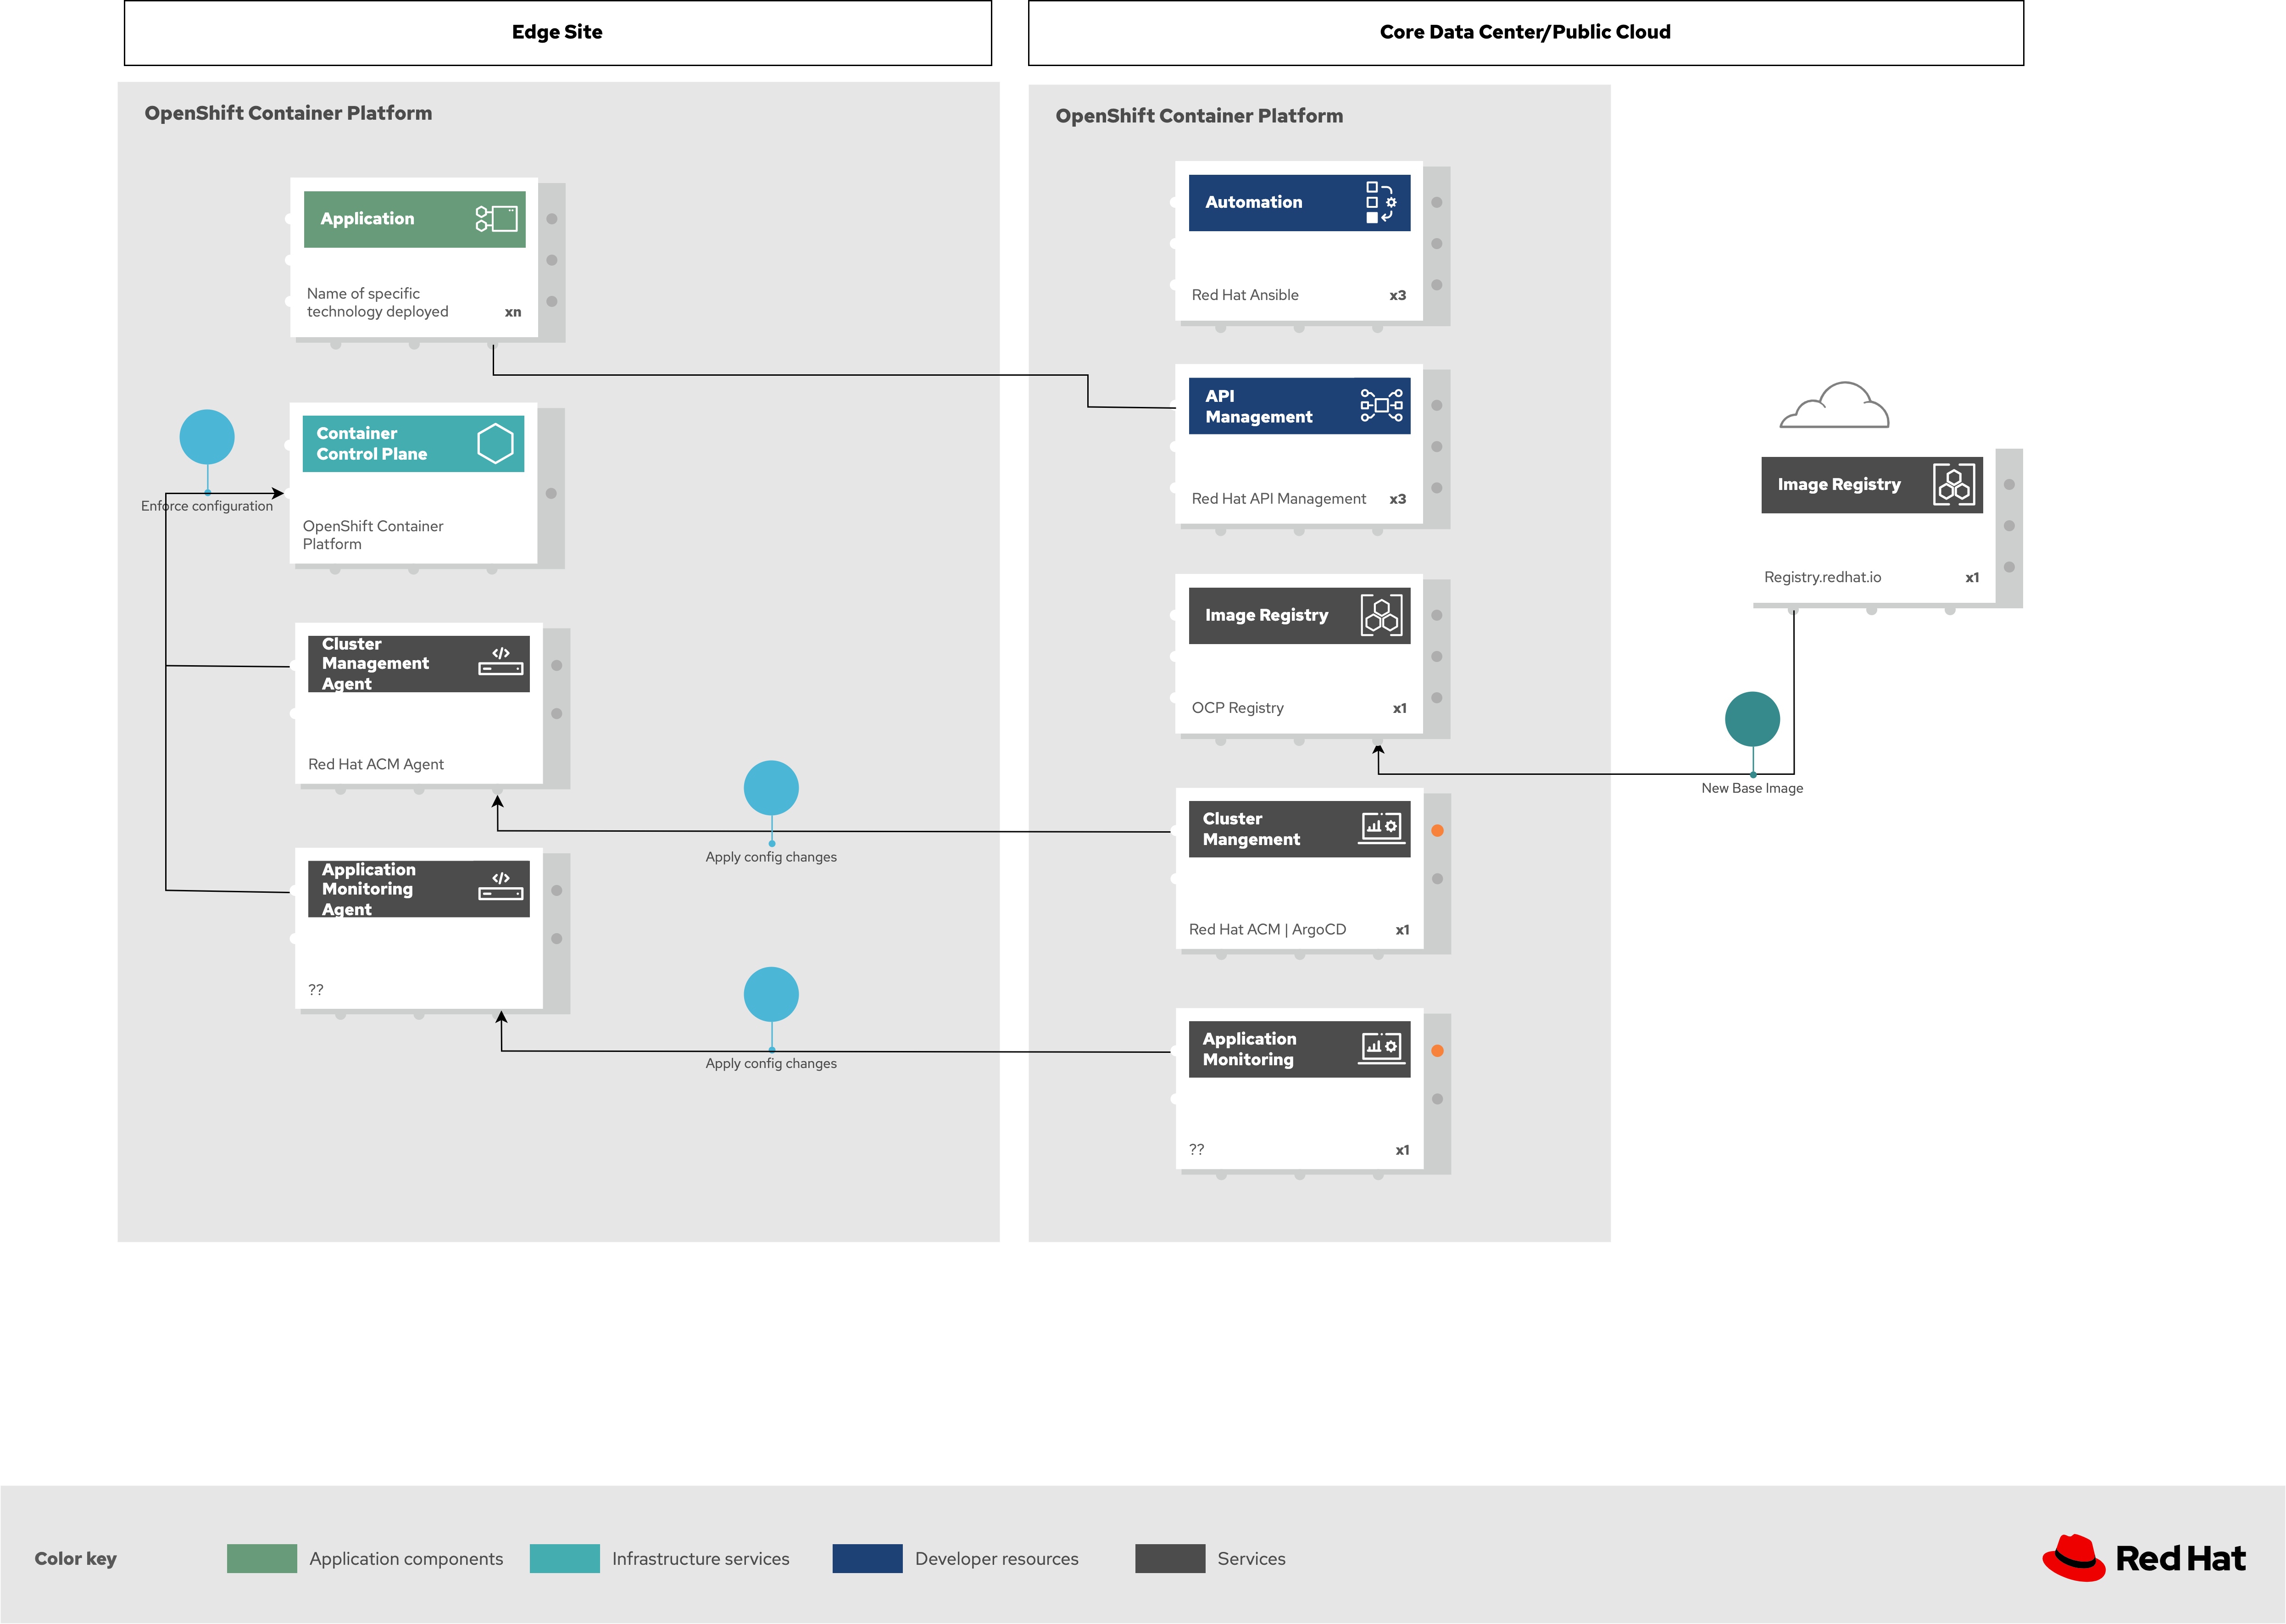 Edge Site
Core Data Center/Public Cloud
OpenShift Container Platform
Application
Name of specific
technology deployed
xn
Container
Control Plane
OpenShift Container
Platform
Enforce configuration
Cluster
Management
Agent
Red Hat ACM Agent
Apply config changes
Application
Monitoring
Agent
??
Apply config changes
OpenShift Container Platform
Automation
Red Hat Ansible
x3
API
Management
Red Hat API Management
x3
Image Registry
OCP Registry
x1
Cluster
Mangement
Red Hat ACM | ArgoCD
x1
Application
Monitoring
??
x1
Image Registry
Registry.redhat.io
x1
New Base Image
Color key
Application components
Infrastructure services
Developer resources
Services
Red Hat